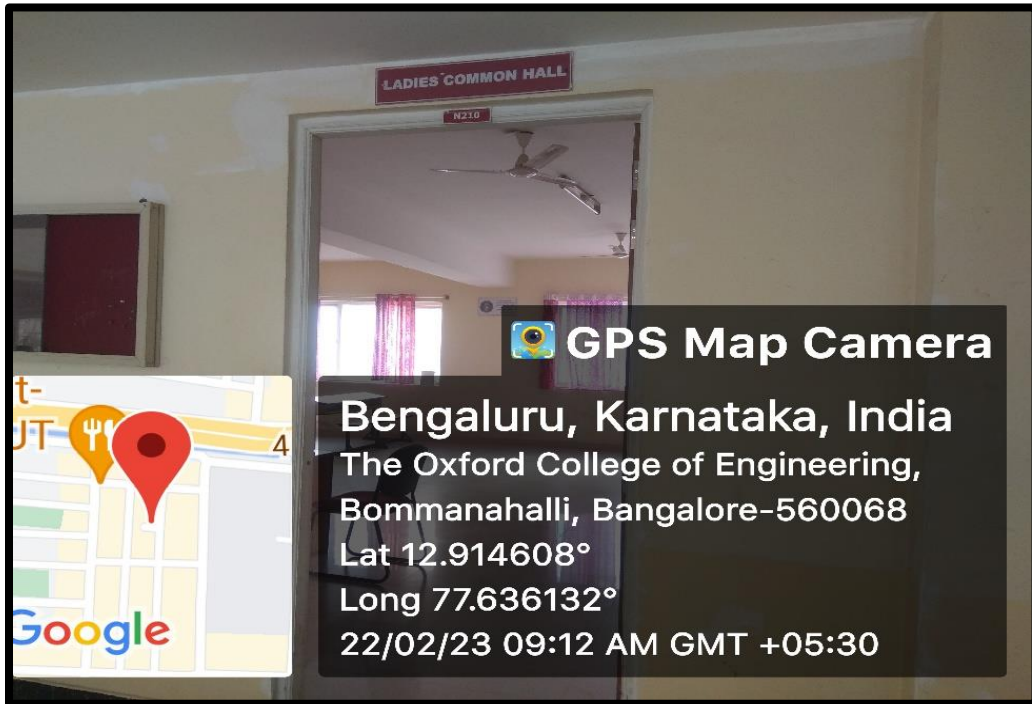 LADIES COMMON HALL
N210
GPS Map Camera
t-
UT
4
Bengaluru, Karnataka, India
The Oxford College of Engineering,
Bommanahalli, Bangalore-560068
Lat 12.914608°
Long 77.636132°
22/02/23 09:12 AM GMT +05:30
Google